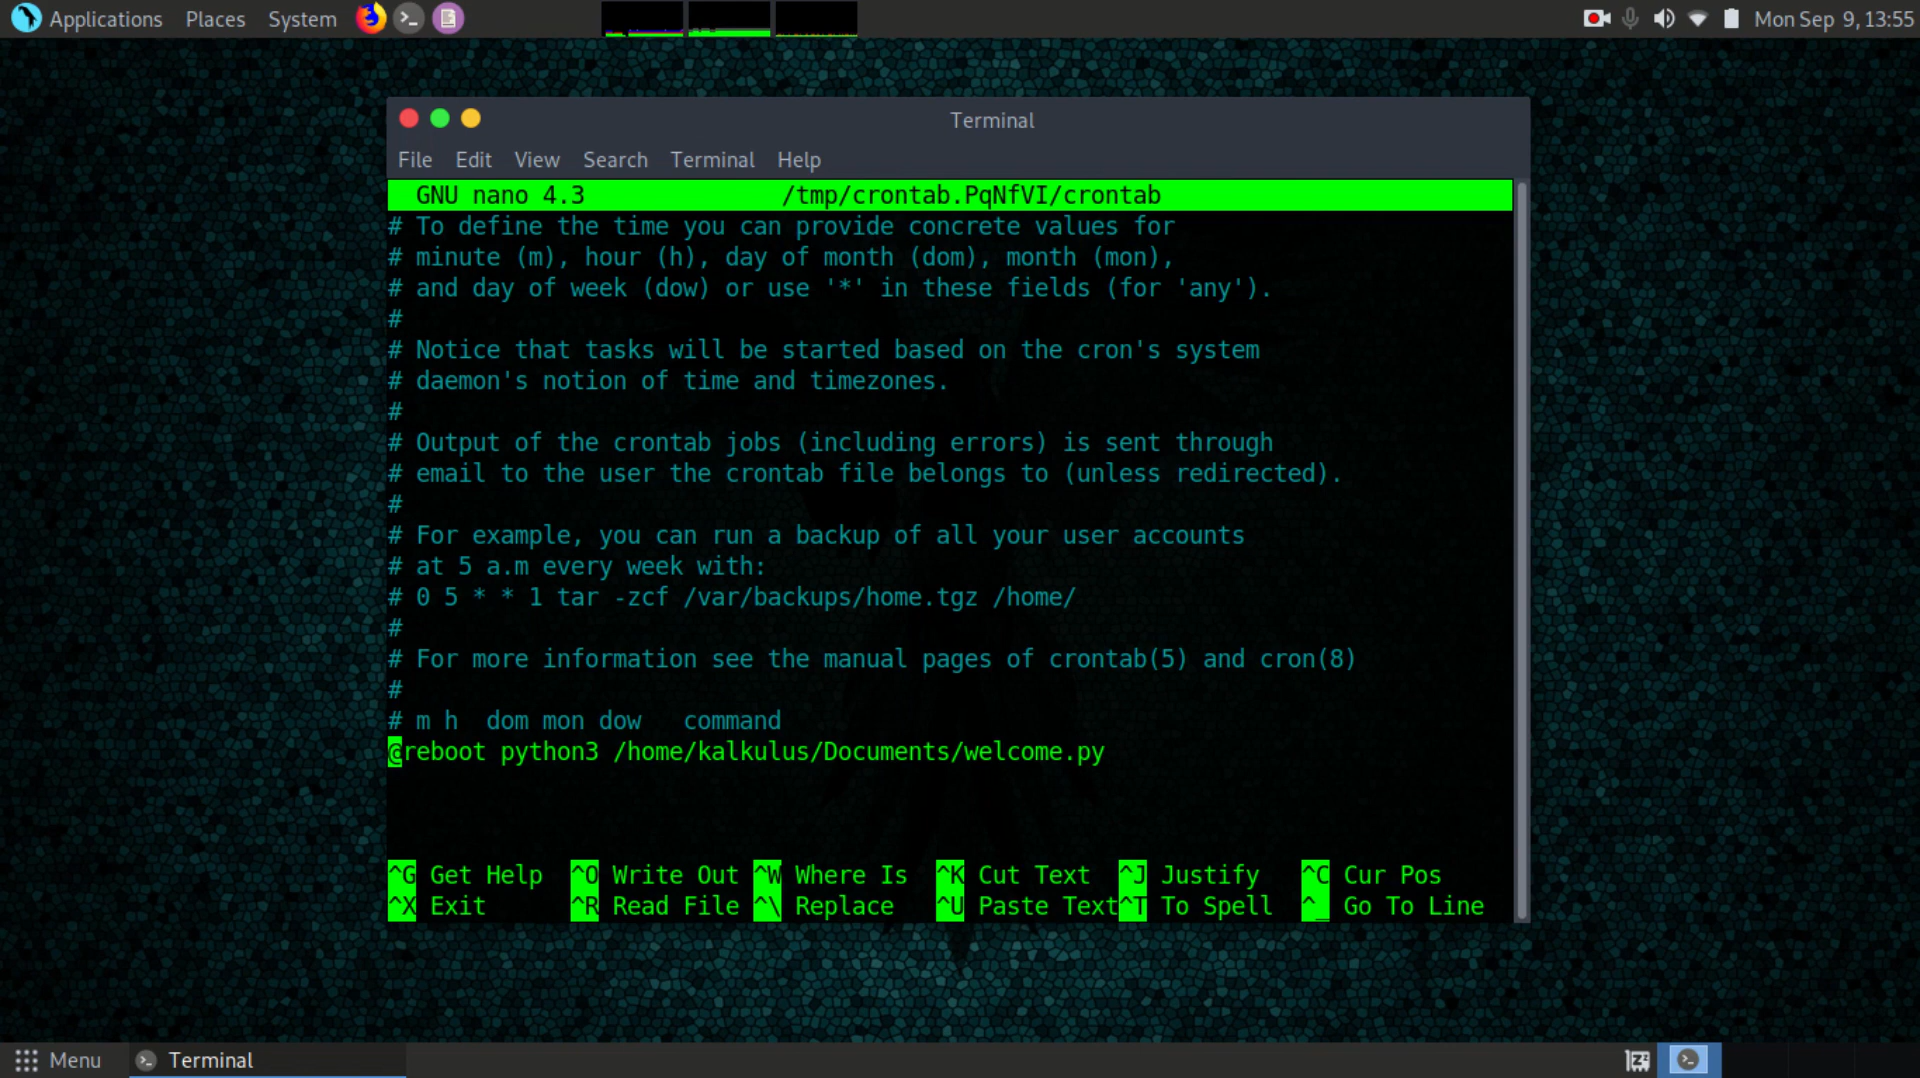 Applications Places System Mon Sep 9, 13:55
Terminal
File Edit View Search Terminal Help
GNU nano 4.3 /tmp/crontab.PqNfVI/crontab
# To define the time you can provide concrete values for
# minute (m), hour (h), day of month (dom), month (mon),
# and day of week (dow) or use '*' in these fields (for 'any').
#
# Notice that tasks will be started based on the cron's system
# daemon's notion of time and timezones.
#
# Output of the crontab jobs (including errors) is sent through
# email to the user the crontab file belongs to (unless redirected).
#
# For example, you can run a backup of all your user accounts
# at 5 a.m every week with:
# 0 5 * * 1 tar -zcf /var/backups/home.tgz /home/
#
# For more information see the manual pages of crontab(5) and cron(8)
#
# m h  dom mon dow   command
@reboot python3 /home/kalkulus/Documents/welcome.py
^G Get Help ^O Write Out ^W Where Is ^K Cut Text ^J Justify ^C Cur Pos
^X Exit ^R Read File ^\ Replace ^U Paste Text ^T To Spell ^_ Go To Line
Menu Terminal